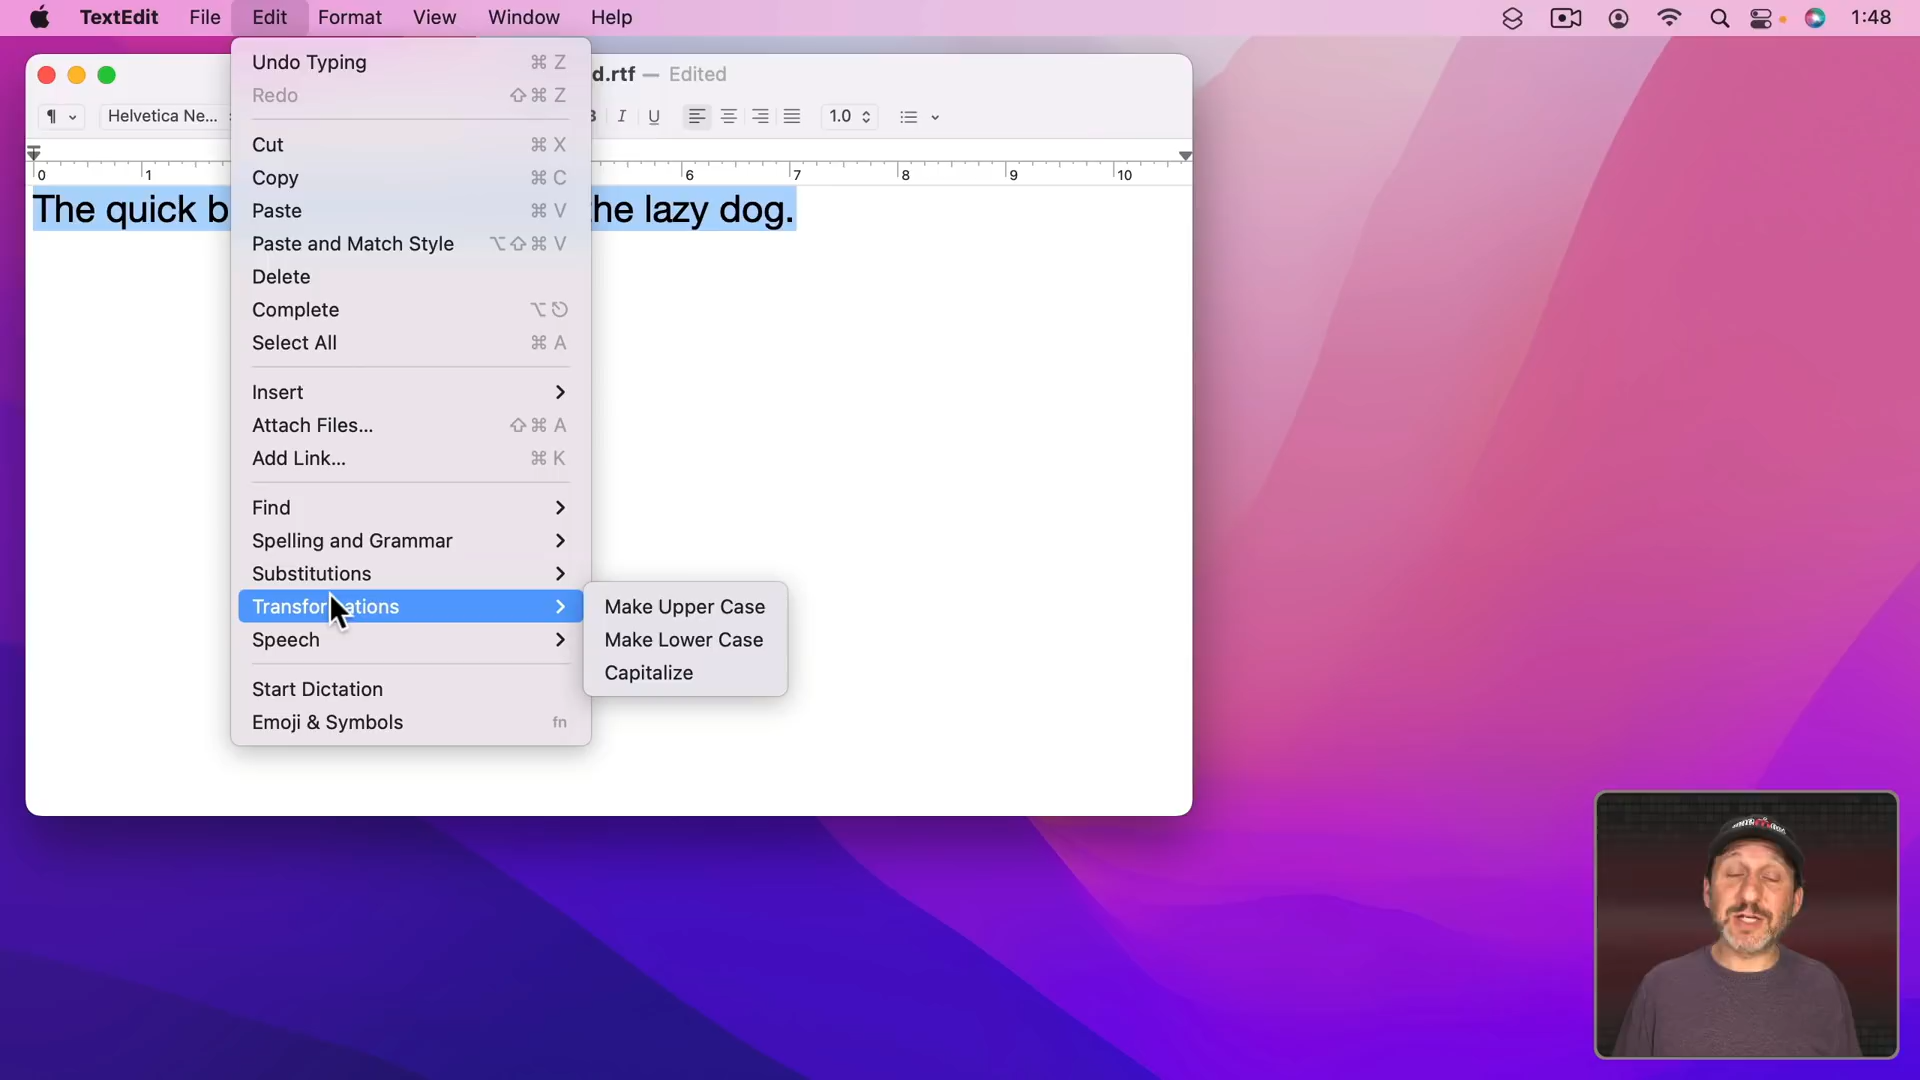 TextEdit File Edit Format View Window Help 1:48
d.rtf — Edited
¶ Helvetica Ne... B I U 1.0
0 1 6 7 8 9 10
The quick b he lazy dog.
Undo Typing ⌘ Z
Redo ⇧ ⌘ Z
Cut ⌘ X
Copy ⌘ C
Paste ⌘ V
Paste and Match Style ⌥ ⇧ ⌘ V
Delete
Complete ⌥ ⎋
Select All ⌘ A
Insert
Attach Files... ⇧ ⌘ A
Add Link... ⌘ K
Find
Spelling and Grammar
Substitutions
Transformations
Speech
Start Dictation
Emoji & Symbols fn
Make Upper Case
Make Lower Case
Capitalize